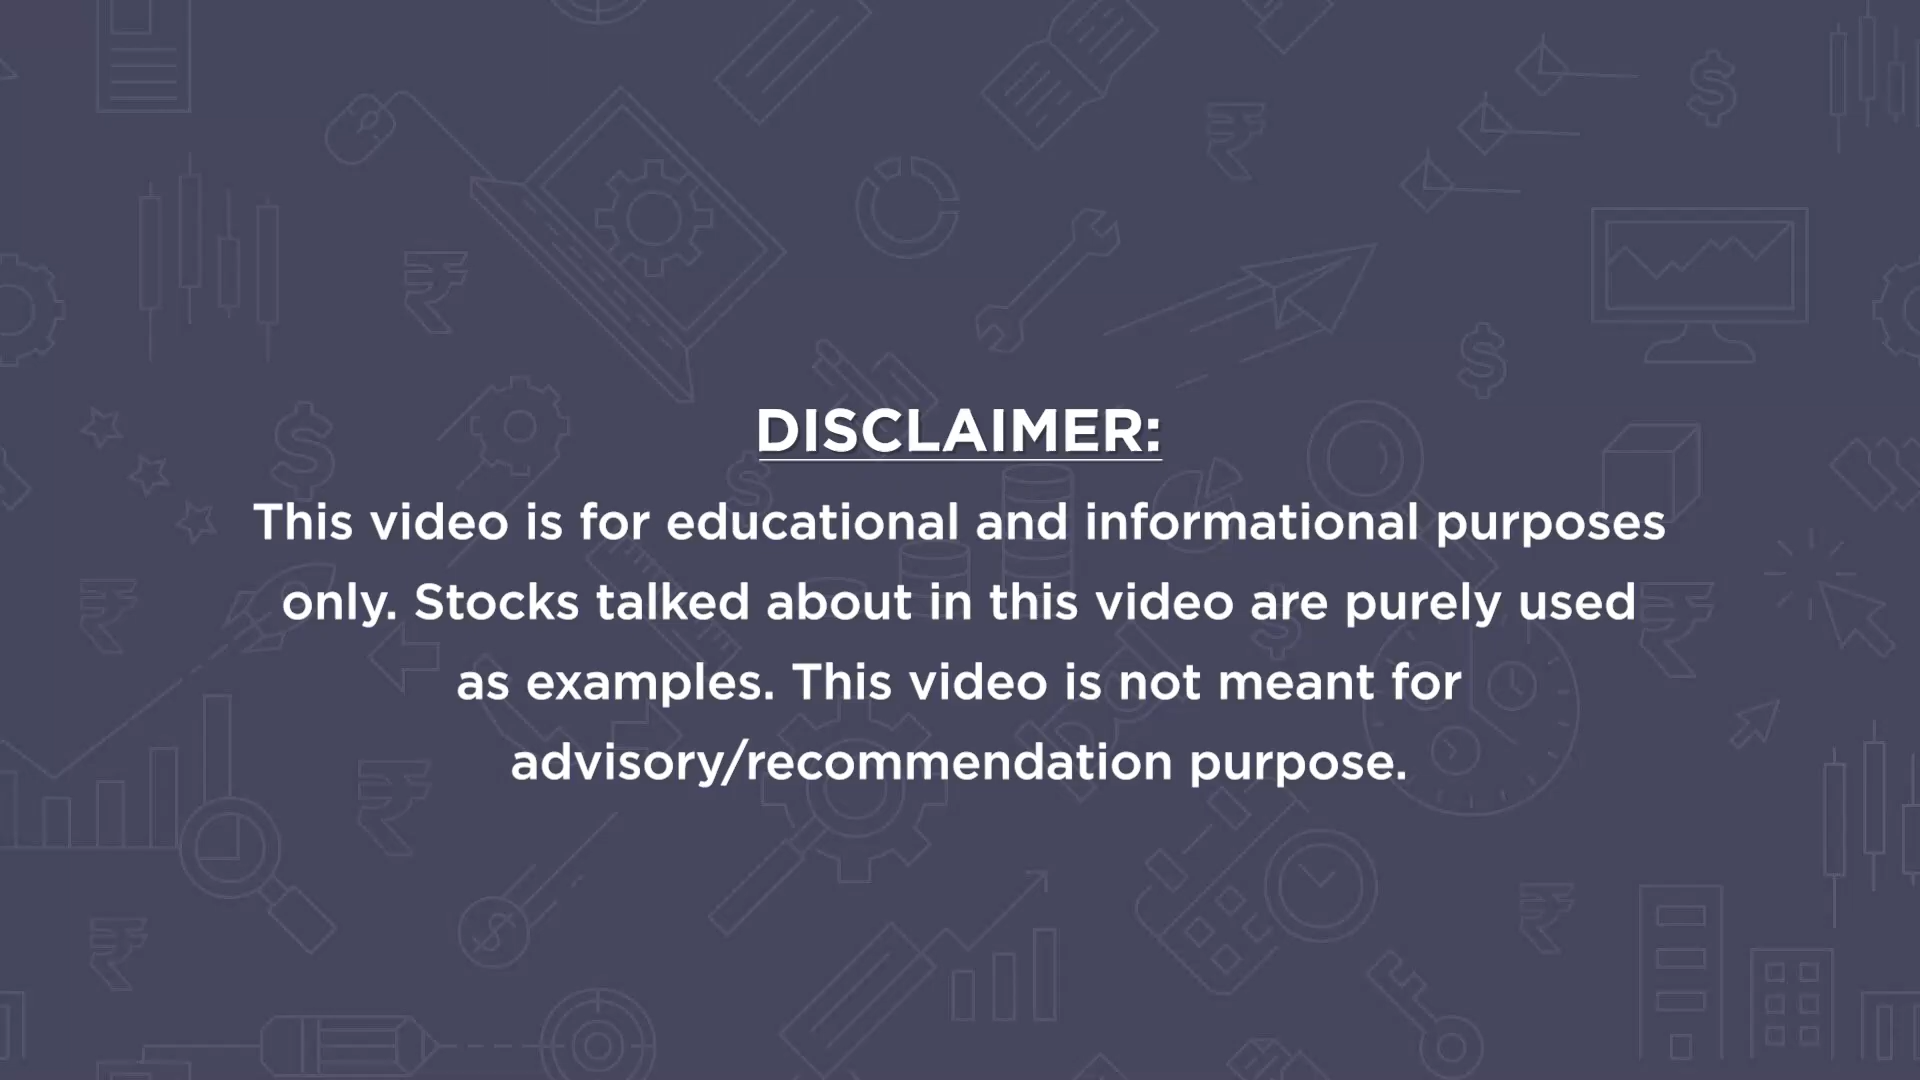 DISCLAIMER:
This video is for educational and informational purposes
only. Stocks talked about in this video are purely used
as examples. This video is not meant for
advisory/recommendation purpose.